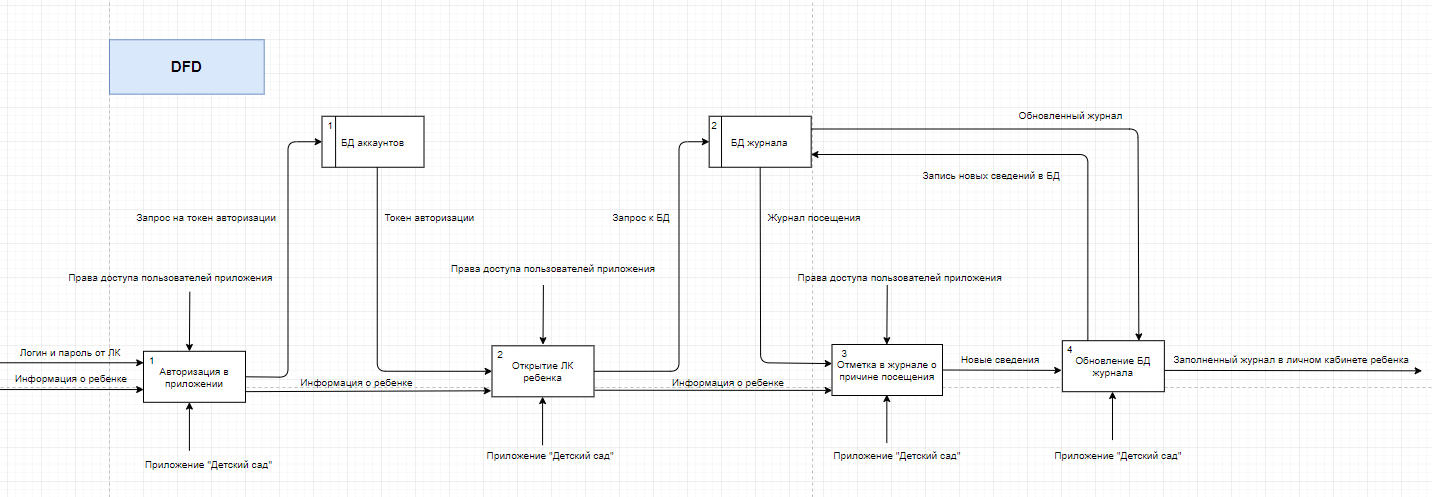 DFD
Обновленный журнал
1
БД аккаунтов
2
БД журнала
Запись новых сведений в БД
Запрос на токен авторизации
Токен авторизации
Запрос к БД
Журнал посещения
Права доступа пользователей приложения
Права доступа пользователей приложения
Права доступа пользователей приложения
Логин и пароль от ЛК
Информация о ребенке
1
Авторизация в
приложении
Информация о ребенке
2
Открытие ЛК
ребенка
Информация о ребенке
3
Отметка в журнале о
причине посещения
Новые сведения
4
Обновление БД
журнала
Заполненный журнал в личном кабинете ребенка
Приложение "Детский сад"
Приложение "Детский сад"
Приложение "Детский сад"
Приложение "Детский сад"